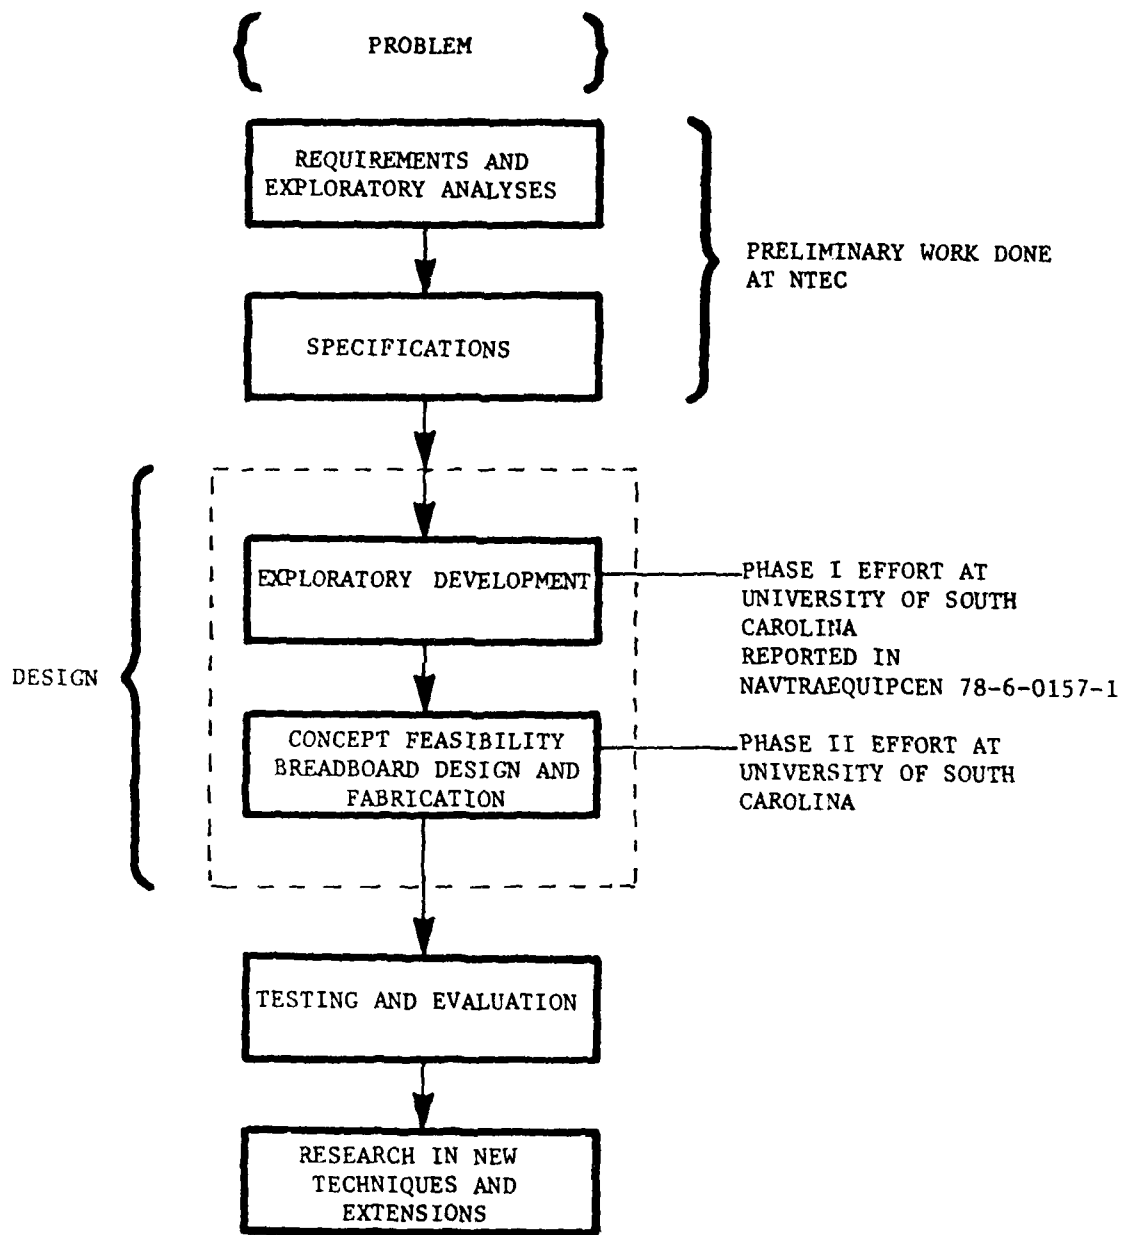 PROBLEM
REQUIREMENTS AND
EXPLORATORY ANALYSES
PRELIMINARY WORK DONE
AT NTEC
SPECIFICATIONS
DESIGN
EXPLORATORY DEVELOPMENT
PHASE I EFFORT AT
UNIVERSITY OF SOUTH
CAROLINA
REPORTED IN
NAVTRAEQUIPCEN 78-6-0157-1
CONCEPT FEASIBILITY
BREADBOARD DESIGN AND
FABRICATION
PHASE II EFFORT AT
UNIVERSITY OF SOUTH
CAROLINA
TESTING AND EVALUATION
RESEARCH IN NEW
TECHNIQUES AND
EXTENSIONS